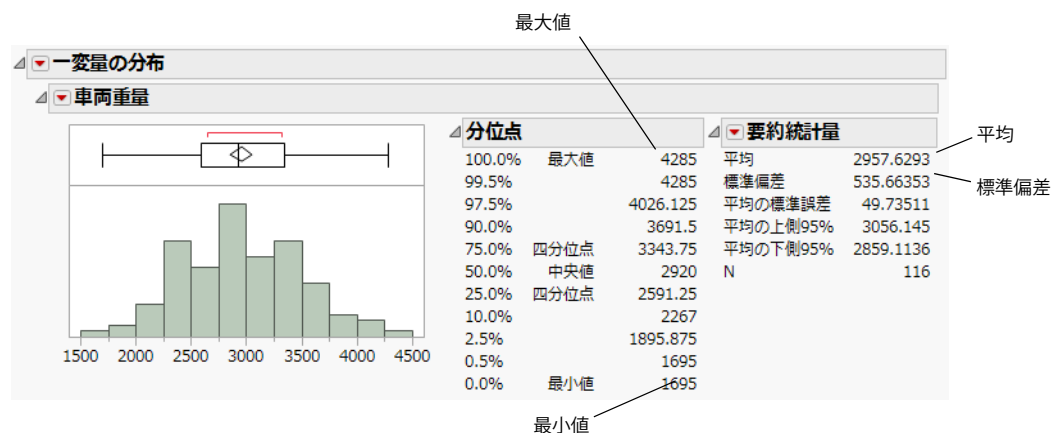 最大値
一変量の分布
車両重量
1500 2000 2500 3000 3500 4000 4500
分位点
100.0% 最大値 4285
99.5% 4285
97.5% 4026.125
90.0% 3691.5
75.0% 四分位点 3343.75
50.0% 中央値 2920
25.0% 四分位点 2591.25
10.0% 2267
2.5% 1895.875
0.5% 1695
0.0% 最小値 1695
要約統計量
平均 2957.6293
標準偏差 535.66353
平均の標準誤差 49.73511
平均の上側95% 3056.145
平均の下側95% 2859.1136
N 116
平均
標準偏差
最小値